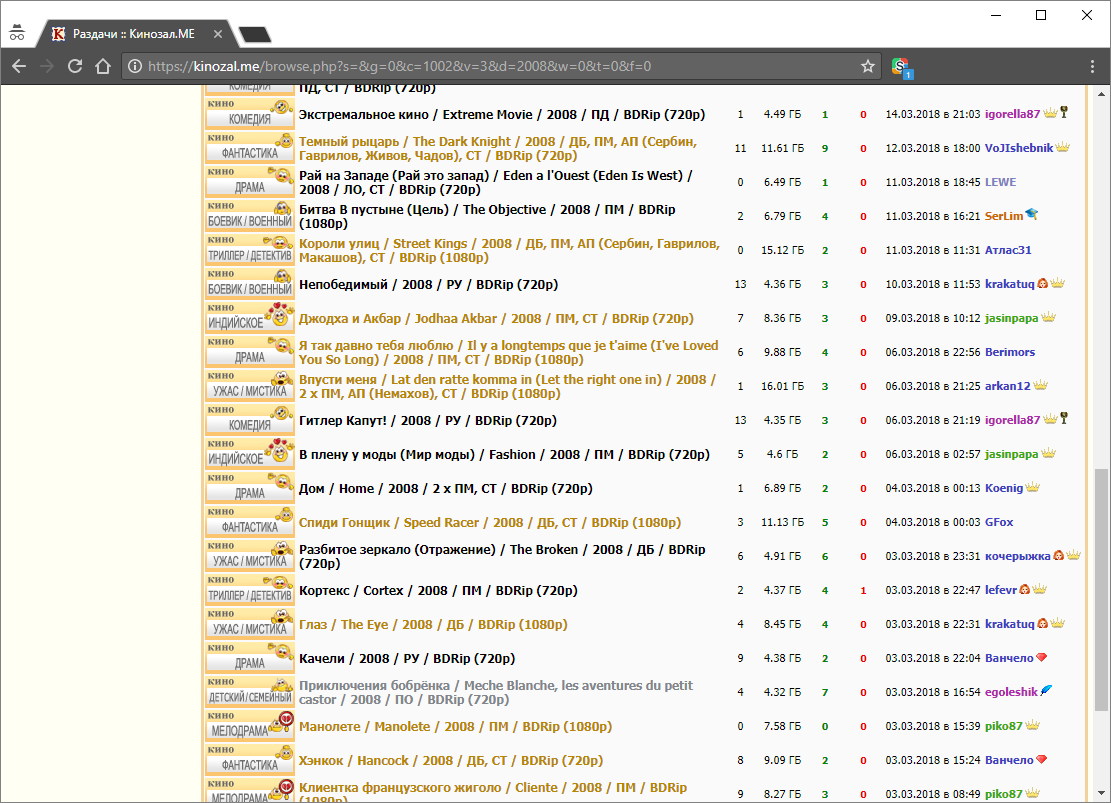 Раздачи :: Кинозал.МЕ
https://kinozal.me/browse.php?s=&g=0&c=1002&v=3&d=2008&w=0&t=0&f=0
1
КОМЕДИЯ
ПД, СТ / BDRip (720p)
кино
КОМЕДИЯ
Экстремальное кино / Extreme Movie / 2008 / ПД / BDRip (720p) 1 4.49 ГБ 1 0 14.03.2018 в 21:03 igorella87
кино
ФАНТАСТИКА
Темный рыцарь / The Dark Knight / 2008 / ДБ, ПМ, АП (Сербин,
Гаврилов, Живов, Чадов), СТ / BDRip (720p)
11 11.61 ГБ 9 0 12.03.2018 в 18:00 VoJIshebnik
кино
ДРАМА
Рай на Западе (Рай это запад) / Eden a l'Ouest (Eden Is West) /
2008 / ЛО, СТ / BDRip (720p)
0 6.49 ГБ 1 0 11.03.2018 в 18:45 LEWE
кино
БОЕВИК / ВОЕННЫЙ
Битва В пустыне (Цель) / The Objective / 2008 / ПМ / BDRip
(1080p)
2 6.79 ГБ 4 0 11.03.2018 в 16:21 SerLim
кино
ТРИЛЛЕР / ДЕТЕКТИВ
Короли улиц / Street Kings / 2008 / ДБ, ПМ, АП (Сербин, Гаврилов,
Макашов), СТ / BDRip (1080p)
0 15.12 ГБ 2 0 11.03.2018 в 11:31 Атлас31
кино
БОЕВИК / ВОЕННЫЙ
Непобедимый / 2008 / РУ / BDRip (720p) 13 4.36 ГБ 3 0 10.03.2018 в 11:53 krakatuq
кино
ИНДИЙСКОЕ
Джодха и Акбар / Jodhaa Akbar / 2008 / ПМ, СТ / BDRip (720p) 7 8.36 ГБ 3 0 09.03.2018 в 10:12 jasinpapa
кино
ДРАМА
Я так давно тебя люблю / Il y a longtemps que je t'aime (I've Loved
You So Long) / 2008 / ПМ, СТ / BDRip (1080p)
6 9.88 ГБ 4 0 06.03.2018 в 22:56 Berimors
кино
УЖАС / МИСТИКА
Впусти меня / Lat den ratte komma in (Let the right one in) / 2008 /
2 x ПМ, АП (Немахов), СТ / BDRip (1080p)
1 16.01 ГБ 3 0 06.03.2018 в 21:25 arkan12
кино
КОМЕДИЯ
Гитлер Капут! / 2008 / РУ / BDRip (720p) 13 4.35 ГБ 3 0 06.03.2018 в 21:19 igorella87
кино
ИНДИЙСКОЕ
В плену у моды (Мир моды) / Fashion / 2008 / ПМ / BDRip (720p) 5 4.6 ГБ 2 0 06.03.2018 в 02:57 jasinpapa
кино
ДРАМА
Дом / Home / 2008 / 2 x ПМ, СТ / BDRip (720p) 1 6.89 ГБ 2 0 04.03.2018 в 00:13 Koenig
кино
ФАНТАСТИКА
Спиди Гонщик / Speed Racer / 2008 / ДБ, СТ / BDRip (1080p) 3 11.13 ГБ 5 0 04.03.2018 в 00:03 GFox
кино
УЖАС / МИСТИКА
Разбитое зеркало (Отражение) / The Broken / 2008 / ДБ / BDRip
(720p)
6 4.91 ГБ 6 0 03.03.2018 в 23:31 кочерыжка
кино
ТРИЛЛЕР / ДЕТЕКТИВ
Кортекс / Cortex / 2008 / ПМ / BDRip (720p) 2 4.37 ГБ 4 1 03.03.2018 в 22:47 lefevr
кино
УЖАС / МИСТИКА
Глаз / The Eye / 2008 / ДБ / BDRip (1080p) 4 8.45 ГБ 4 0 03.03.2018 в 22:31 krakatuq
кино
ДРАМА
Качели / 2008 / РУ / BDRip (720p) 9 4.38 ГБ 2 0 03.03.2018 в 22:04 Ванчело
кино
ДЕТСКИЙ / СЕМЕЙНЫЙ
Приключения бобрёнка / Meche Blanche, les aventures du petit
castor / 2008 / ПО / BDRip (720p)
4 4.32 ГБ 7 0 03.03.2018 в 16:54 egoleshik
кино
МЕЛОДРАМА
Манолете / Manolete / 2008 / ПМ / BDRip (1080p) 0 7.58 ГБ 0 0 03.03.2018 в 15:39 piko87
кино
ФАНТАСТИКА
Хэнкок / Hancock / 2008 / ДБ, СТ / BDRip (720p) 8 9.09 ГБ 2 0 03.03.2018 в 15:24 Ванчело
кино
МЕЛОДРАМА
Клиентка французского жиголо / Cliente / 2008 / ПМ / BDRip
(1080p)
9 8.27 ГБ 3 0 03.03.2018 в 08:49 piko87